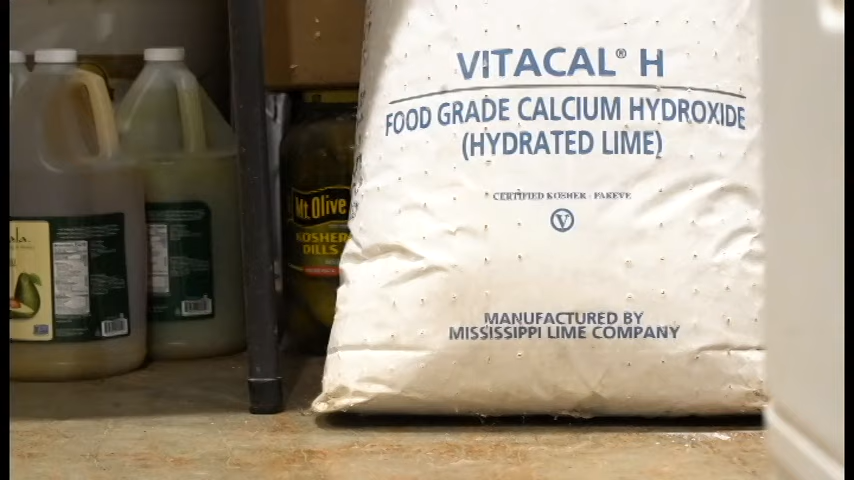 VITACAL® H
FOOD GRADE CALCIUM HYDROXIDE
(HYDRATED LIME)
CERTIFIED KOSHER - PAREVE
V
MANUFACTURED BY
MISSISSIPPI LIME COMPANY
Mt. Olive
KOSHER
DILLS